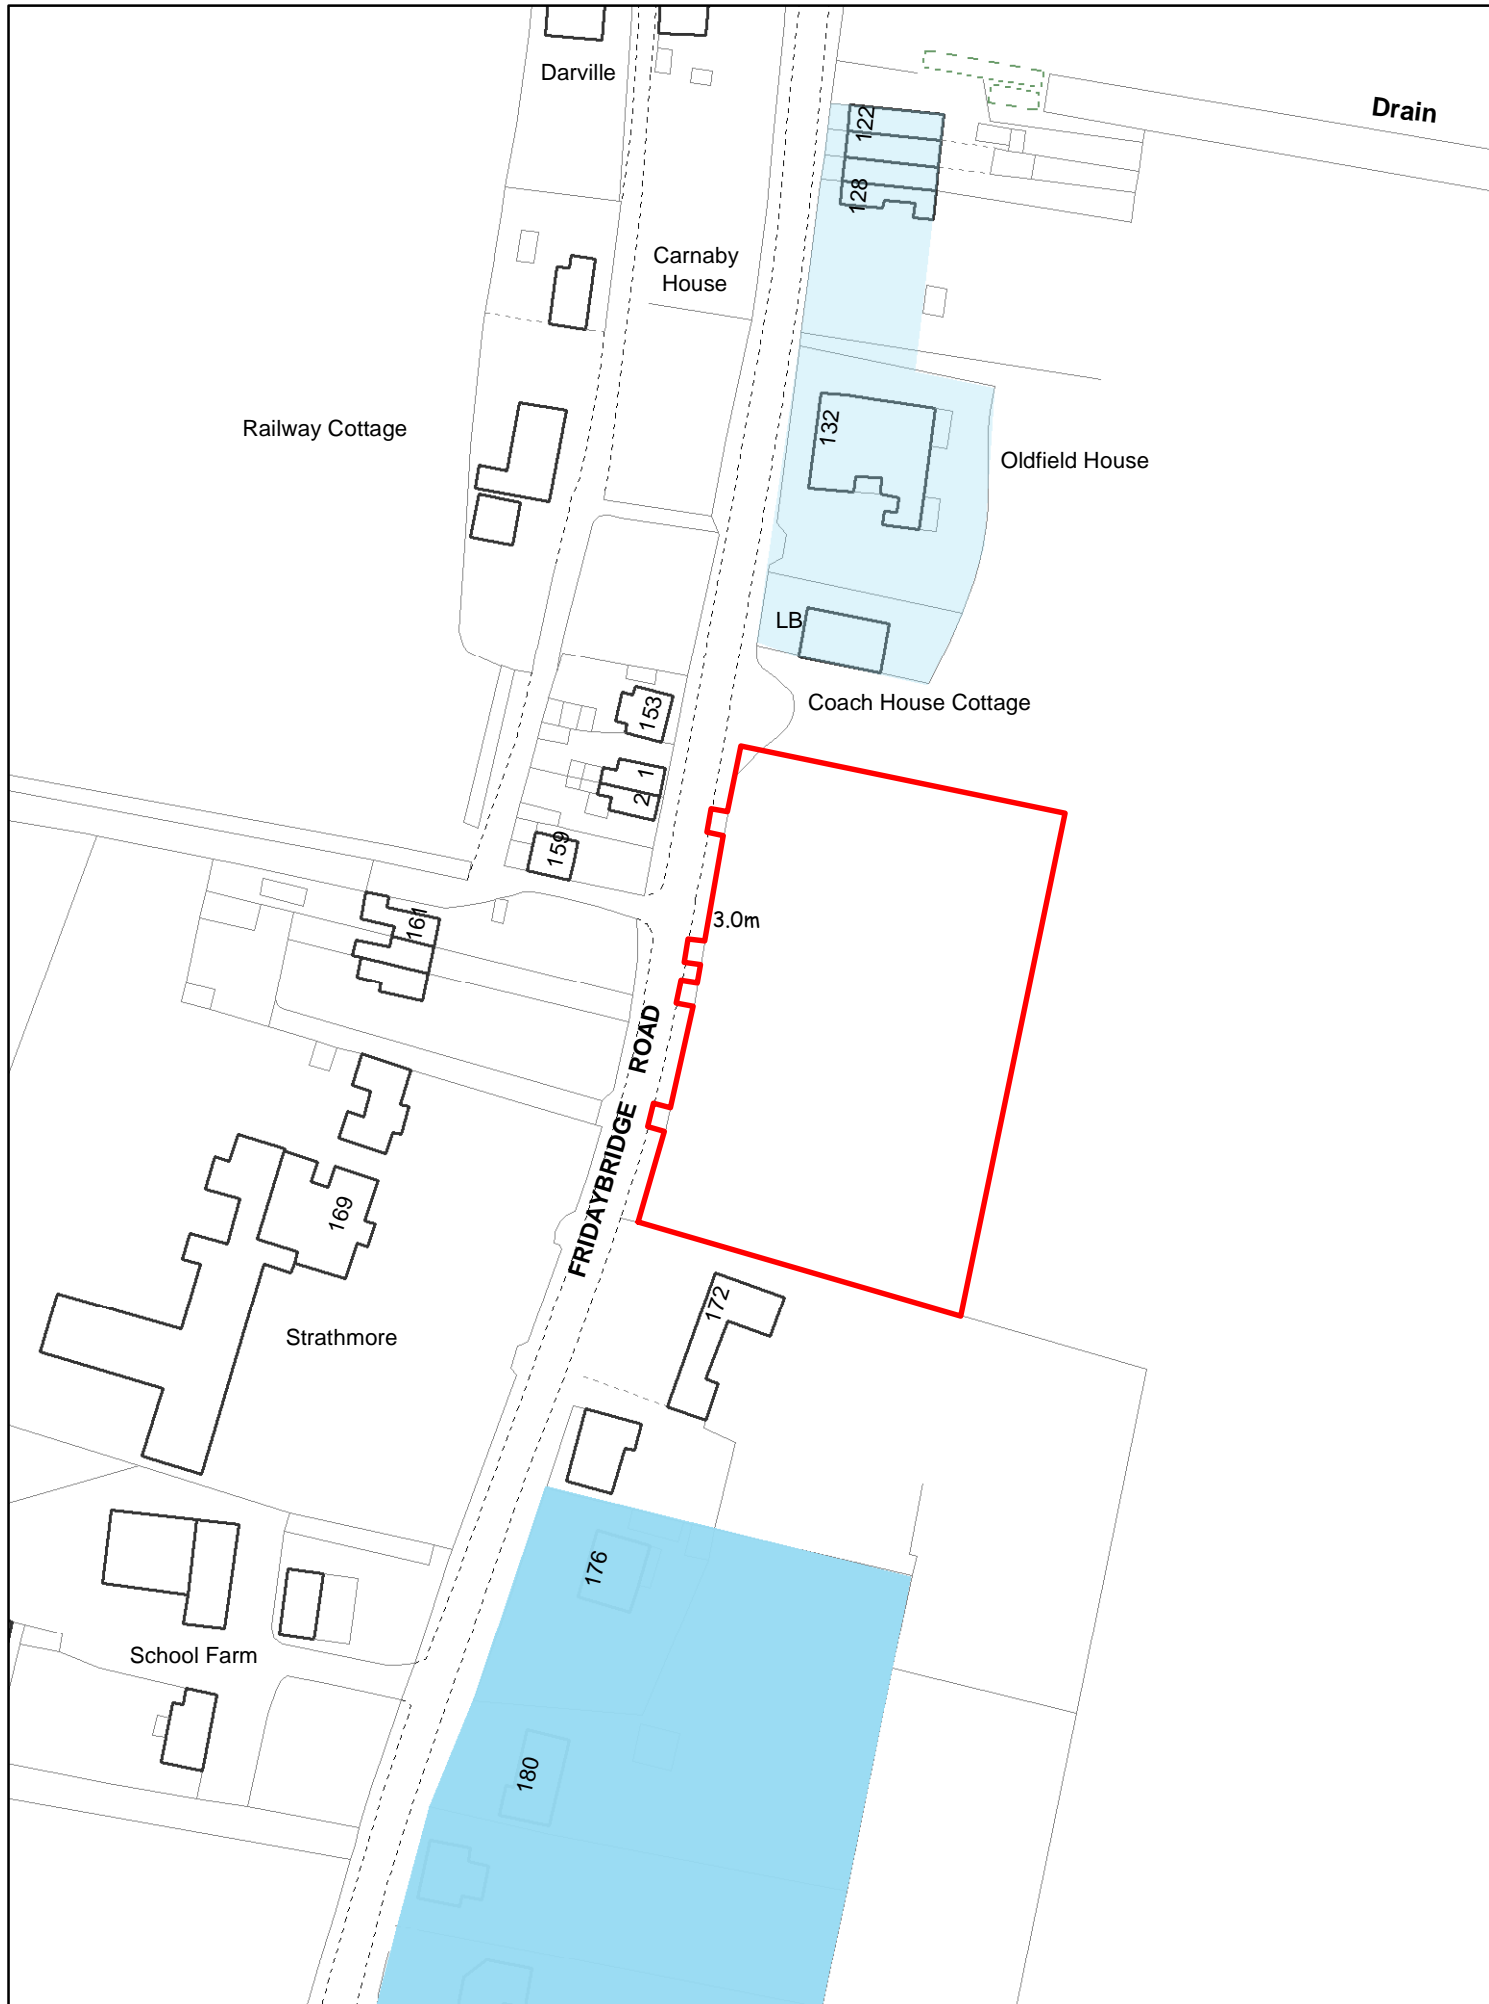 Darville
Drain
122
128
Carnaby
House
Railway Cottage
132
Oldfield House
LB
153
Coach House Cottage
1
2
159
161
3.0m
FRIDAYBRIDGE ROAD
169
172
Strathmore
176
School Farm
180